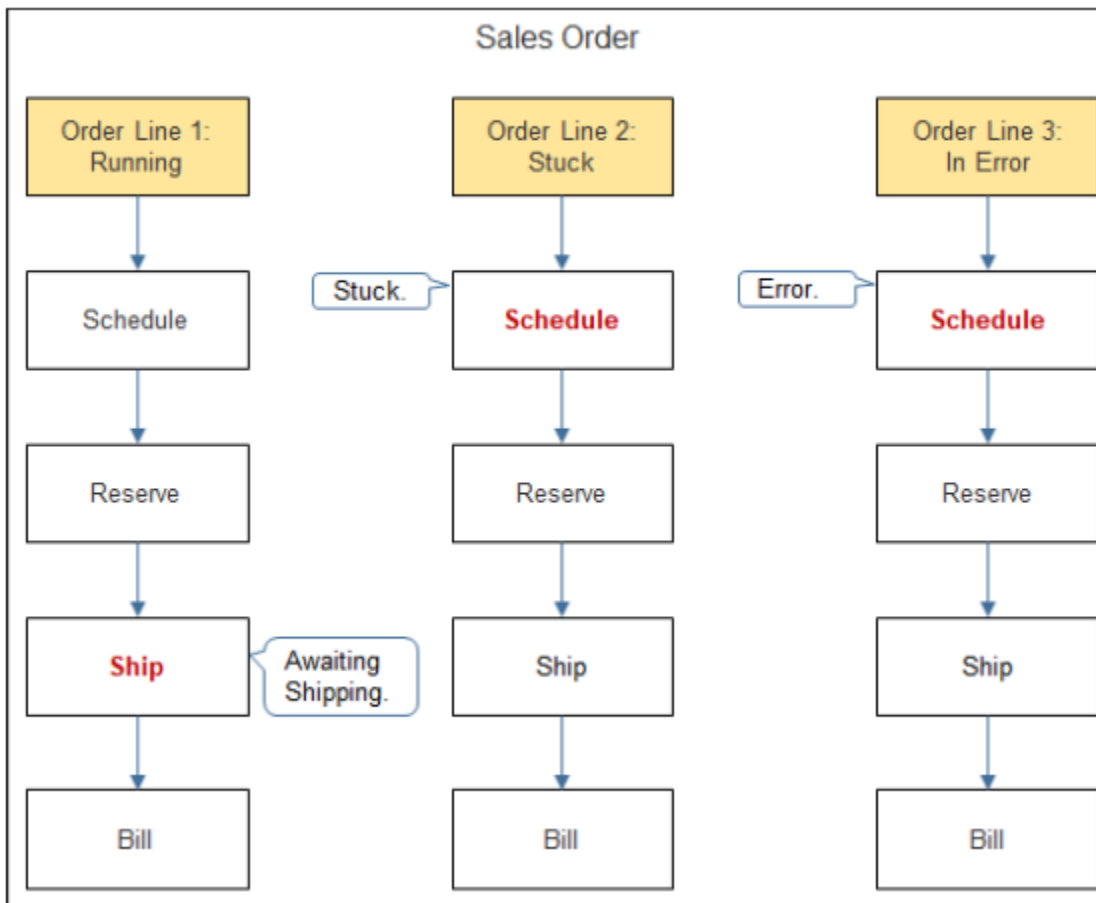 Sales Order
Order Line 1:
Running
Order Line 2:
Stuck
Order Line 3:
In Error
Schedule
Stuck.
Schedule
Error.
Schedule
Reserve
Reserve
Reserve
Ship
Awaiting
Shipping.
Ship
Ship
Bill
Bill
Bill